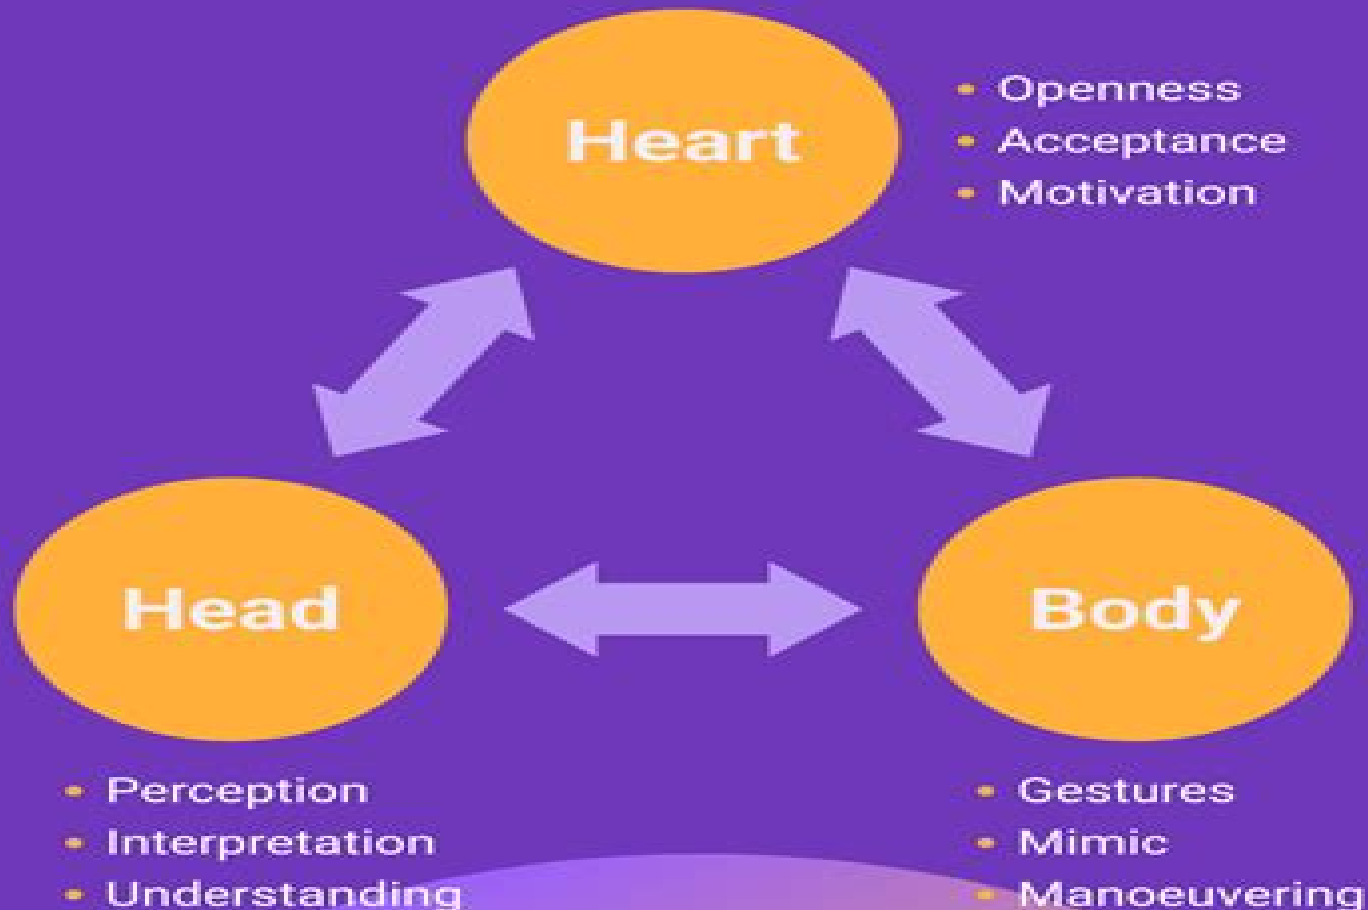 Heart
• Openness
• Acceptance
• Motivation
Head
Body
• Perception
• Interpretation
• Understanding
• Gestures
• Mimic
• Manoeuvering